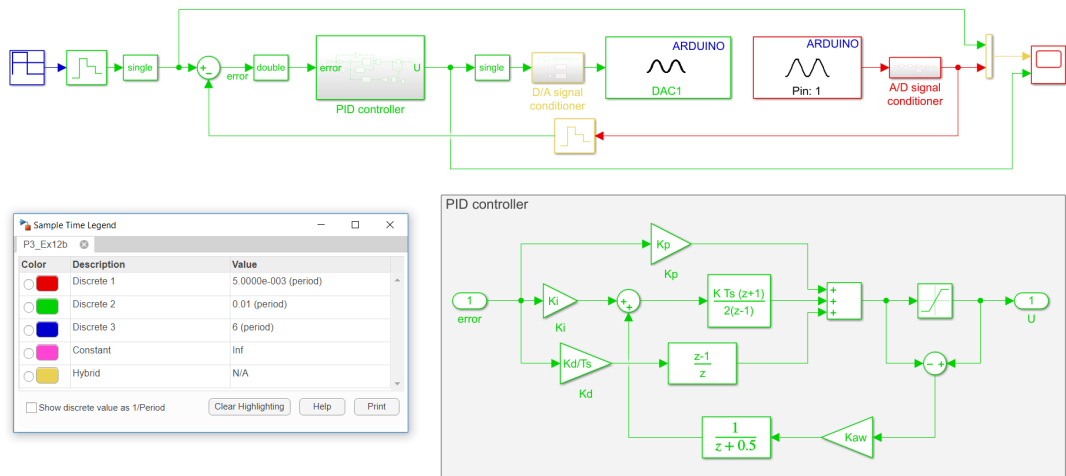 single
+
−
error
double
error
U
PID controller
single
D/A signal
conditioner
ARDUINO
DAC1
ARDUINO
Pin: 1
A/D signal
conditioner
Sample Time Legend
P3_Ex12b
Color Description Value
Discrete 1 5.0000e-003 (period)
Discrete 2 0.01 (period)
Discrete 3 6 (period)
Constant Inf
Hybrid N/A
Show discrete value as 1/Period Clear Highlighting Help Print
PID controller
Kp
Kp
1
error
Ki
Ki
+
+
K Ts (z+1)
2(z-1)
+
+
+
1
U
Kd/Ts
Kd
z-1
z
− +
1
z + 0.5
Kaw